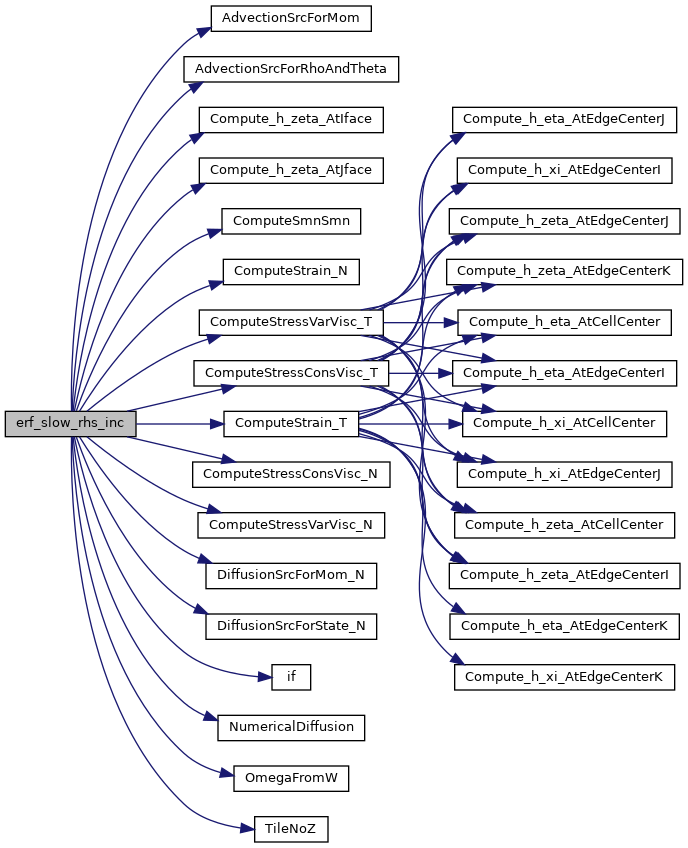 erf_slow_rhs_inc
AdvectionSrcForMom
AdvectionSrcForRhoAndTheta
Compute_h_zeta_AtIface
Compute_h_zeta_AtJface
ComputeSmnSmn
ComputeStrain_N
ComputeStressVarVisc_T
ComputeStressConsVisc_T
ComputeStrain_T
ComputeStressConsVisc_N
ComputeStressVarVisc_N
DiffusionSrcForMom_N
DiffusionSrcForState_N
if
NumericalDiffusion
OmegaFromW
TileNoZ
Compute_h_eta_AtEdgeCenterJ
Compute_h_xi_AtEdgeCenterI
Compute_h_zeta_AtEdgeCenterJ
Compute_h_zeta_AtEdgeCenterK
Compute_h_eta_AtCellCenter
Compute_h_eta_AtEdgeCenterI
Compute_h_xi_AtCellCenter
Compute_h_xi_AtEdgeCenterJ
Compute_h_zeta_AtCellCenter
Compute_h_zeta_AtEdgeCenterI
Compute_h_eta_AtEdgeCenterK
Compute_h_xi_AtEdgeCenterK